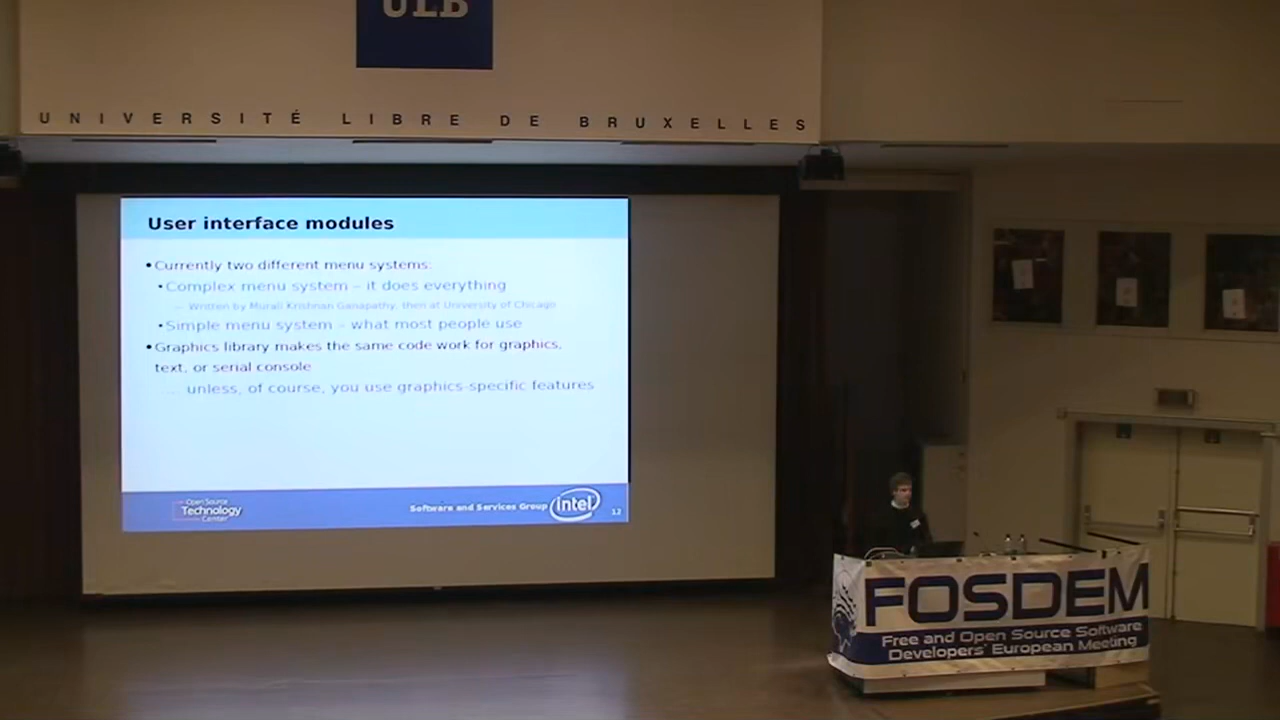 ULB
UNIVERSITÉ LIBRE DE BRUXELLES
User interface modules
•Currently two different menu systems:
•Complex menu system – it does everything
– Written by Murali Krishnan Ganapathy, then at University of Chicago
•Simple menu system – what most people use
•Graphics library makes the same code work for graphics,
text, or serial console
... unless, of course, you use graphics-specific features
Open Source
Technology
Center
Software and Services Group
intel
12
FOSDEM
Free and Open Source Software
Developers' European Meeting